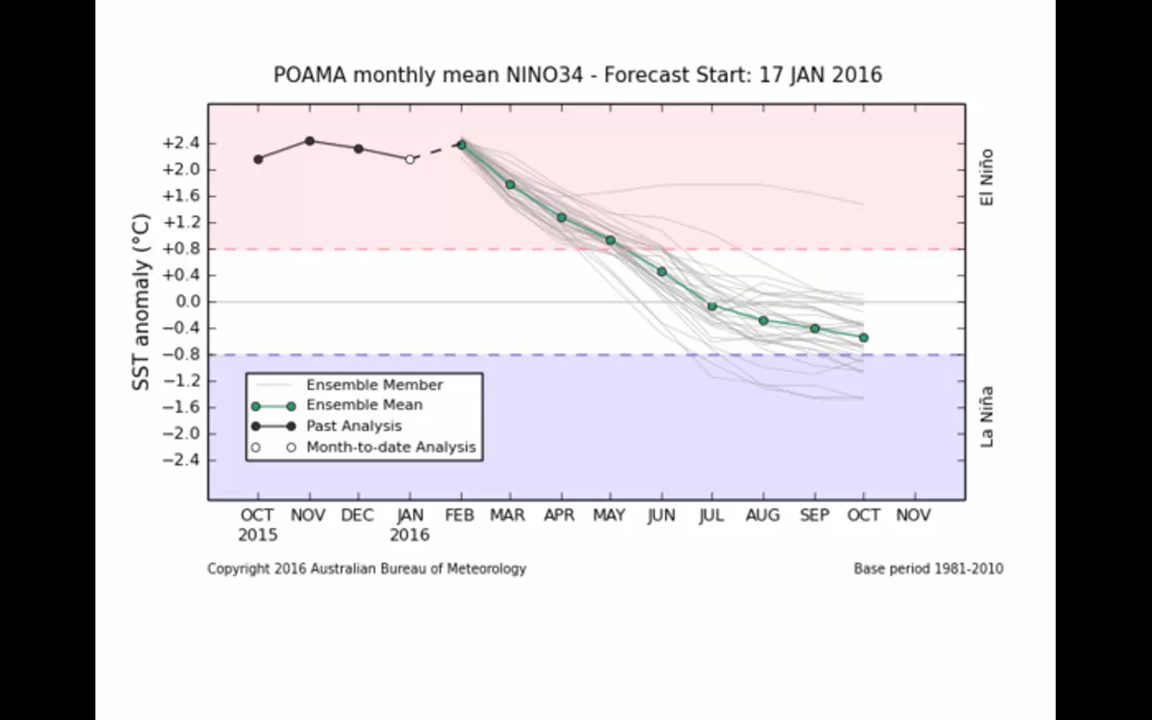 POAMA monthly mean NINO34 - Forecast Start: 17 JAN 2016
+2.4
+2.0
+1.6
+1.2
+0.8
+0.4
0.0
−0.4
−0.8
−1.2
−1.6
−2.0
−2.4
SST anomaly (°C)
El Niño
La Niña
Ensemble Member
Ensemble Mean
Past Analysis
Month-to-date Analysis
OCT NOV DEC JAN FEB MAR APR MAY JUN JUL AUG SEP OCT NOV
2015 2016
Copyright 2016 Australian Bureau of Meteorology Base period 1981-2010